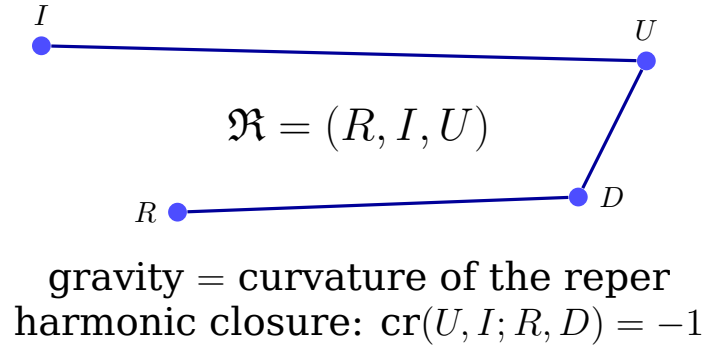 I
U
ℜ = (R, I, U)
R
D
gravity = curvature of the reper
harmonic closure: cr(U, I; R, D) = −1